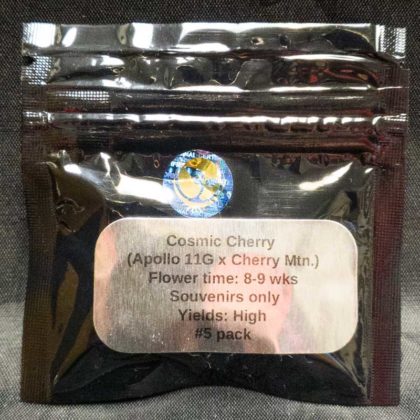 Cosmic Cherry
(Apollo 11G x Cherry Mtn.)
Flower time: 8-9 wks
Souvenirs only
Yields: High
#5 pack